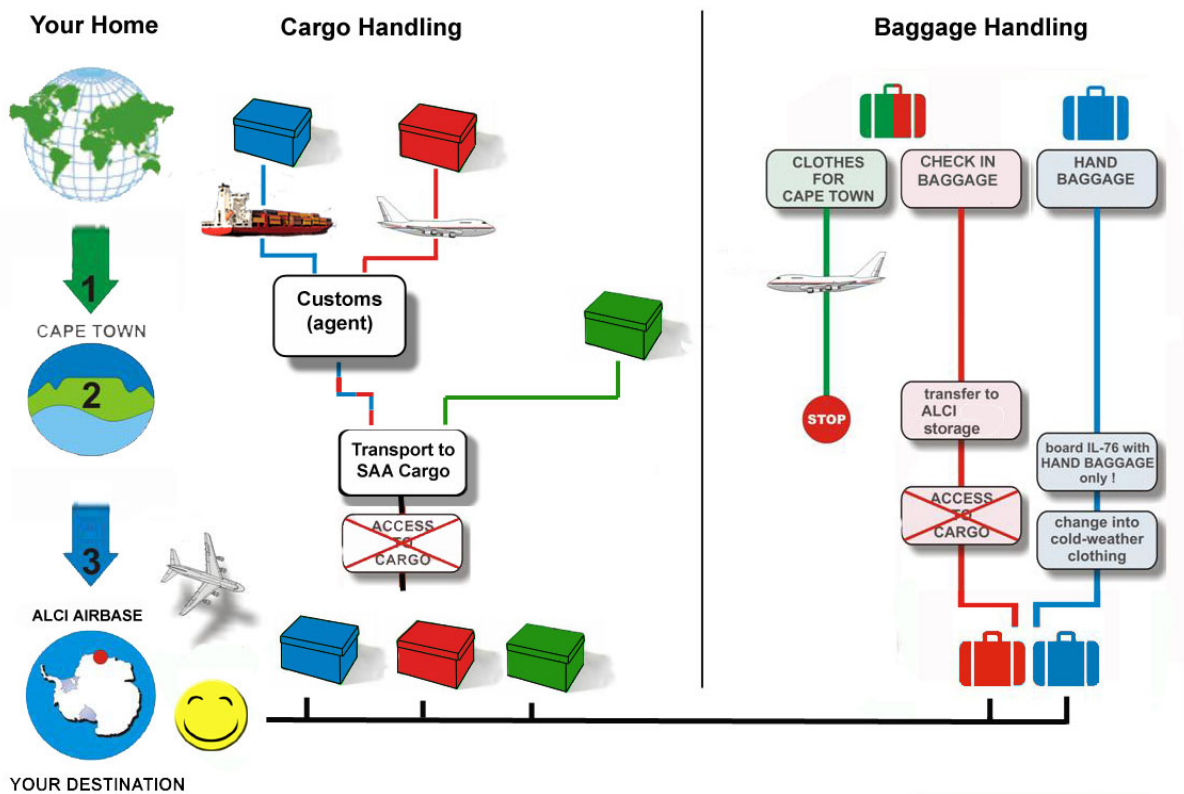 Your Home
Cargo Handling
Baggage Handling
1
CAPE TOWN
2
3
ALCI AIRBASE
YOUR DESTINATION
Customs
(agent)
Transport to
SAA Cargo
ACCESS
TO
CARGO
CLOTHES
FOR
CAPE TOWN
STOP
CHECK IN
BAGGAGE
transfer to
ALCI
storage
ACCESS
TO
CARGO
HAND
BAGGAGE
board IL-76 with
HAND BAGGAGE
only !
change into
cold-weather
clothing